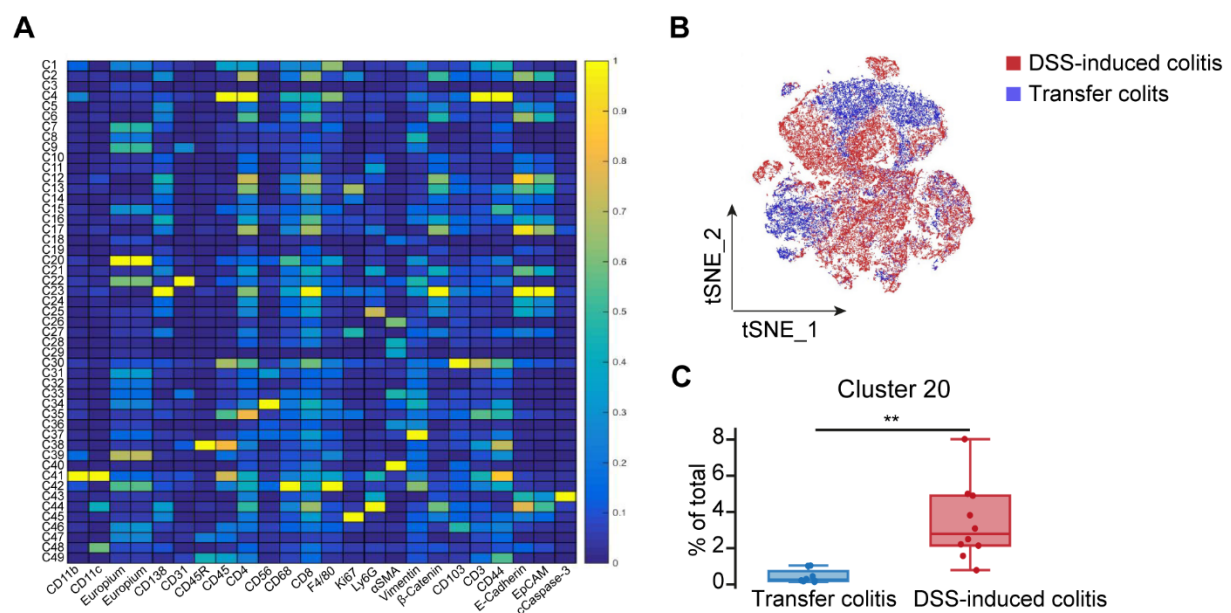 A
C1
C2
C3
C4
C5
C6
C7
C8
C9
C10
C11
C12
C13
C14
C15
C16
C17
C18
C19
C20
C21
C22
C23
C24
C25
C26
C27
C28
C29
C30
C31
C32
C33
C34
C35
C36
C37
C38
C39
C40
C41
C42
C43
C44
C45
C46
C47
C48
C49
CD11b
CD11c
Europium
Europium
CD138
CD31
CD45R
CD45
CD4
CD56
CD68
CD8
F4/80
Ki67
Ly6G
αSMA
Vimentin
β-Catenin
CD103
CD3
CD44
E-Cadherin
EpCAM
cCaspase-3
1
0.9
0.8
0.7
0.6
0.5
0.4
0.3
0.2
0.1
0
B
DSS-induced colitis
Transfer colits
tSNE_2
tSNE_1
C
Cluster 20
**
% of total
8
6
4
2
0
Transfer colitis
DSS-induced colitis